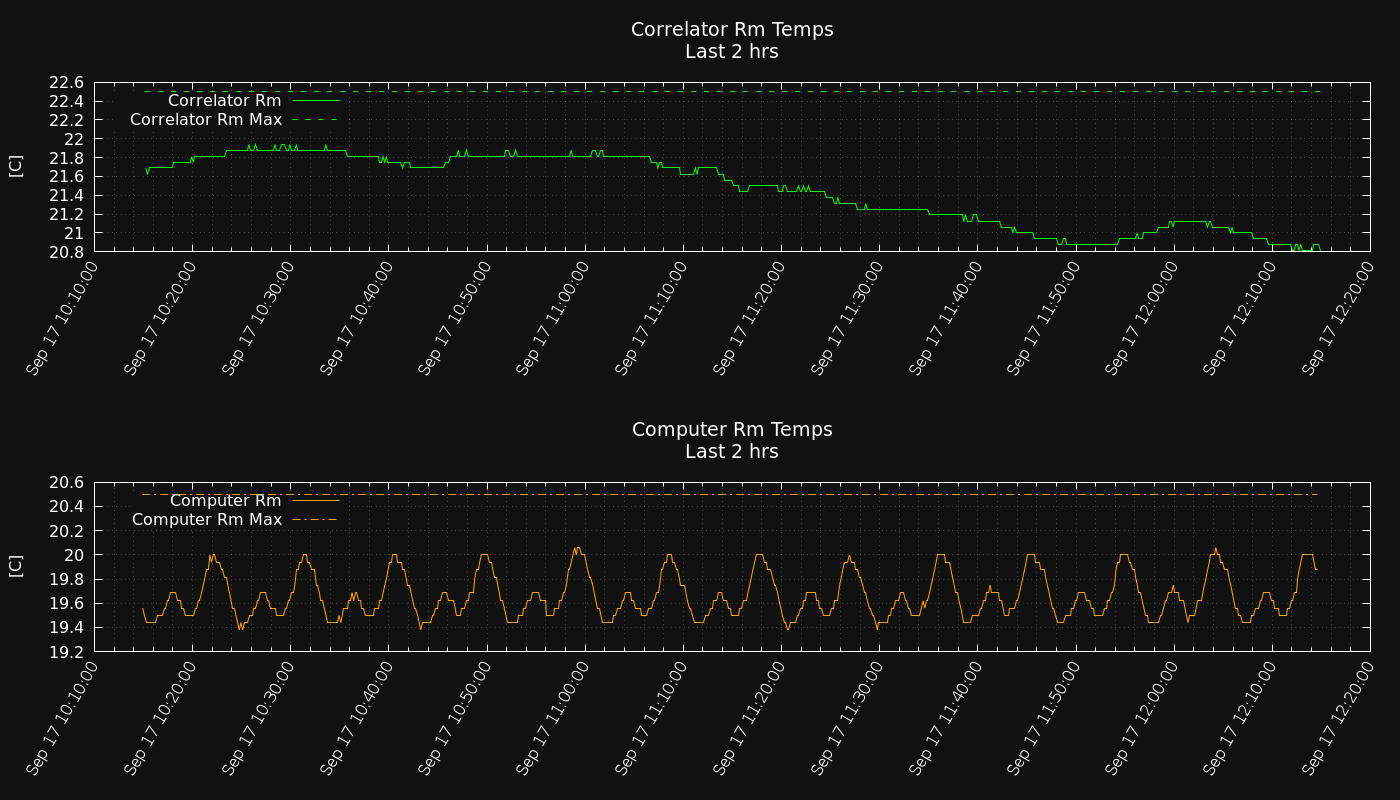 Correlator Rm Temps
Last 2 hrs
[C]
22.6
22.4
22.2
22
21.8
21.6
21.4
21.2
21
20.8
Correlator Rm
Correlator Rm Max
Sep 17 10:10:00
Sep 17 10:20:00
Sep 17 10:30:00
Sep 17 10:40:00
Sep 17 10:50:00
Sep 17 11:00:00
Sep 17 11:10:00
Sep 17 11:20:00
Sep 17 11:30:00
Sep 17 11:40:00
Sep 17 11:50:00
Sep 17 12:00:00
Sep 17 12:10:00
Sep 17 12:20:00
Computer Rm Temps
Last 2 hrs
[C]
20.6
20.4
20.2
20
19.8
19.6
19.4
19.2
Computer Rm
Computer Rm Max
Sep 17 10:10:00
Sep 17 10:20:00
Sep 17 10:30:00
Sep 17 10:40:00
Sep 17 10:50:00
Sep 17 11:00:00
Sep 17 11:10:00
Sep 17 11:20:00
Sep 17 11:30:00
Sep 17 11:40:00
Sep 17 11:50:00
Sep 17 12:00:00
Sep 17 12:10:00
Sep 17 12:20:00